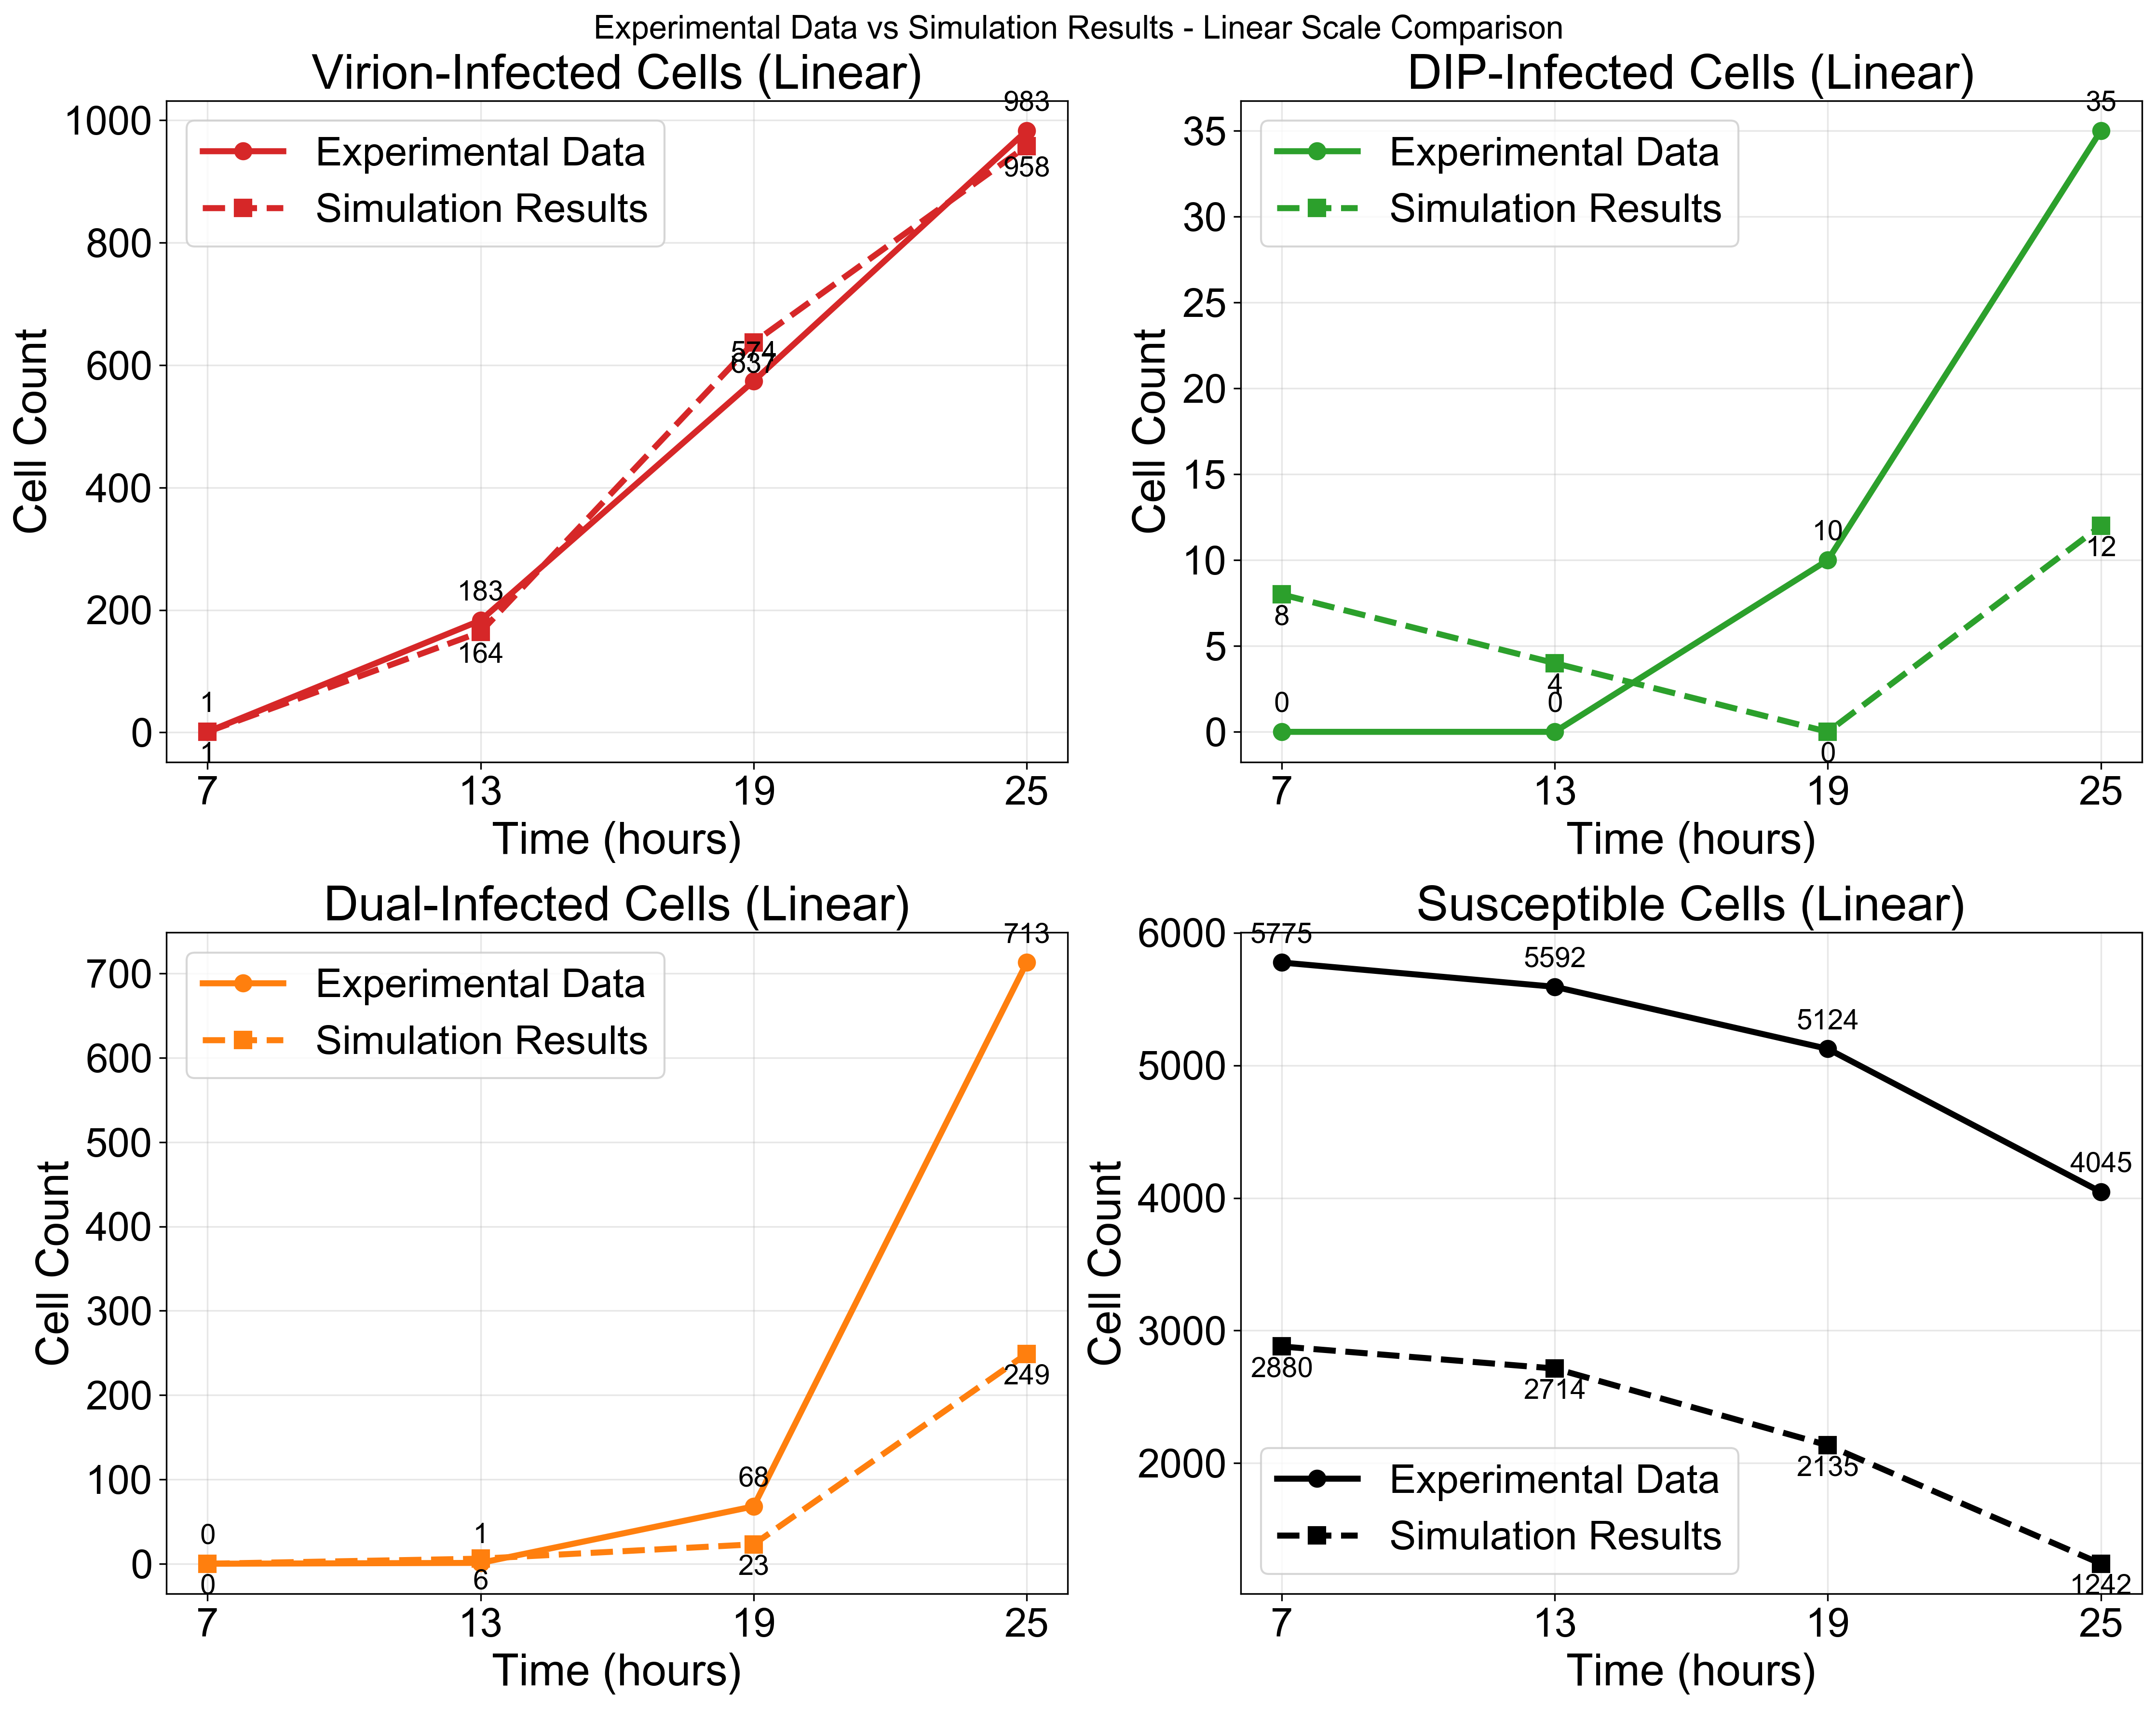 Experimental Data vs Simulation Results - Linear Scale Comparison
Virion-Infected Cells (Linear)
Cell Count
1000
800
600
400
200
0
Experimental Data
Simulation Results
983
958
574
637
183
164
1
1
7 13 19 25
Time (hours)
DIP-Infected Cells (Linear)
Cell Count
35
30
25
20
15
10
5
0
Experimental Data
Simulation Results
35
10
12
8
4
0
0
0
7 13 19 25
Time (hours)
Dual-Infected Cells (Linear)
Cell Count
700
600
500
400
300
200
100
0
Experimental Data
Simulation Results
713
249
68
23
0
1
0
6
7 13 19 25
Time (hours)
Susceptible Cells (Linear)
Cell Count
6000
5000
4000
3000
2000
5775
5592
5124
4045
2880
2714
2135
1242
Experimental Data
Simulation Results
7 13 19 25
Time (hours)